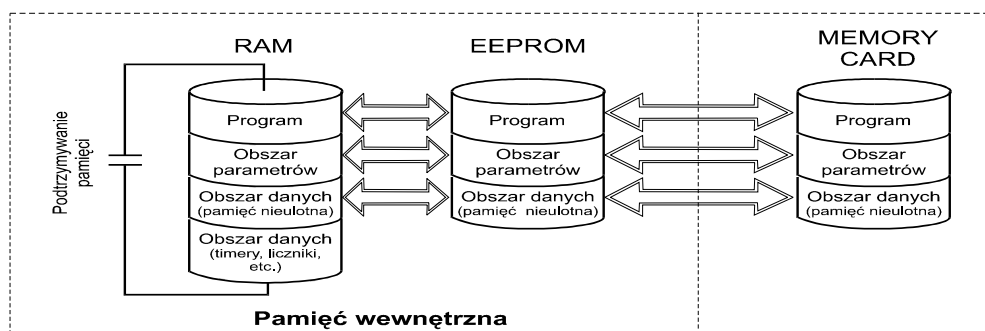 RAM
EEPROM
MEMORY
CARD
Podtrzymywanie
pamięci
Program
Obszar
parametrów
Obszar danych
(pamięć nieulotna)
Obszar danych
(timery, liczniki,
etc.)
Program
Obszar
parametrów
Obszar danych
(pamięć nieulotna)
Program
Obszar
parametrów
Obszar danych
(pamięć nieulotna)
Pamięć wewnętrzna